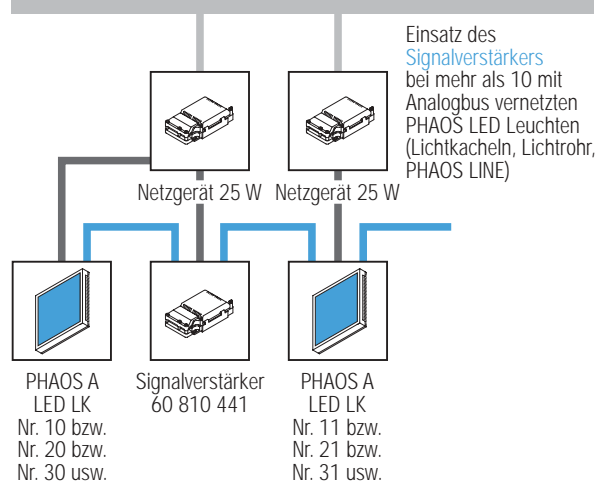 Einsatz des
Signalverstärkers
bei mehr als 10 mit
Analogbus vernetzten
PHAOS LED Leuchten
(Lichtkacheln, Lichtrohr,
PHAOS LINE)
Netzgerät 25 W
Netzgerät 25 W
PHAOS A
LED LK
Nr. 10 bzw.
Nr. 20 bzw.
Nr. 30 usw.
Signalverstärker
60 810 441
PHAOS A
LED LK
Nr. 11 bzw.
Nr. 21 bzw.
Nr. 31 usw.